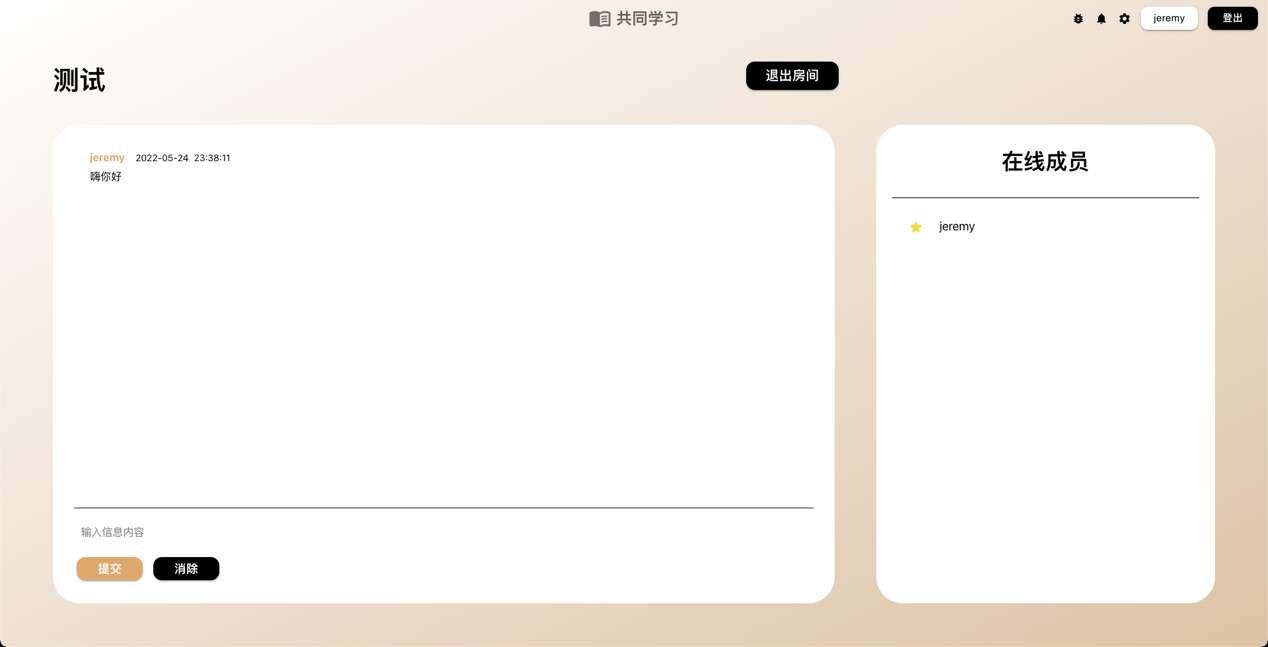 共同学习
jeremy
登出
测试
退出房间
jeremy 2022-05-24 23:38:11
嗨你好
输入信息内容
提交
消除
在线成员
jeremy